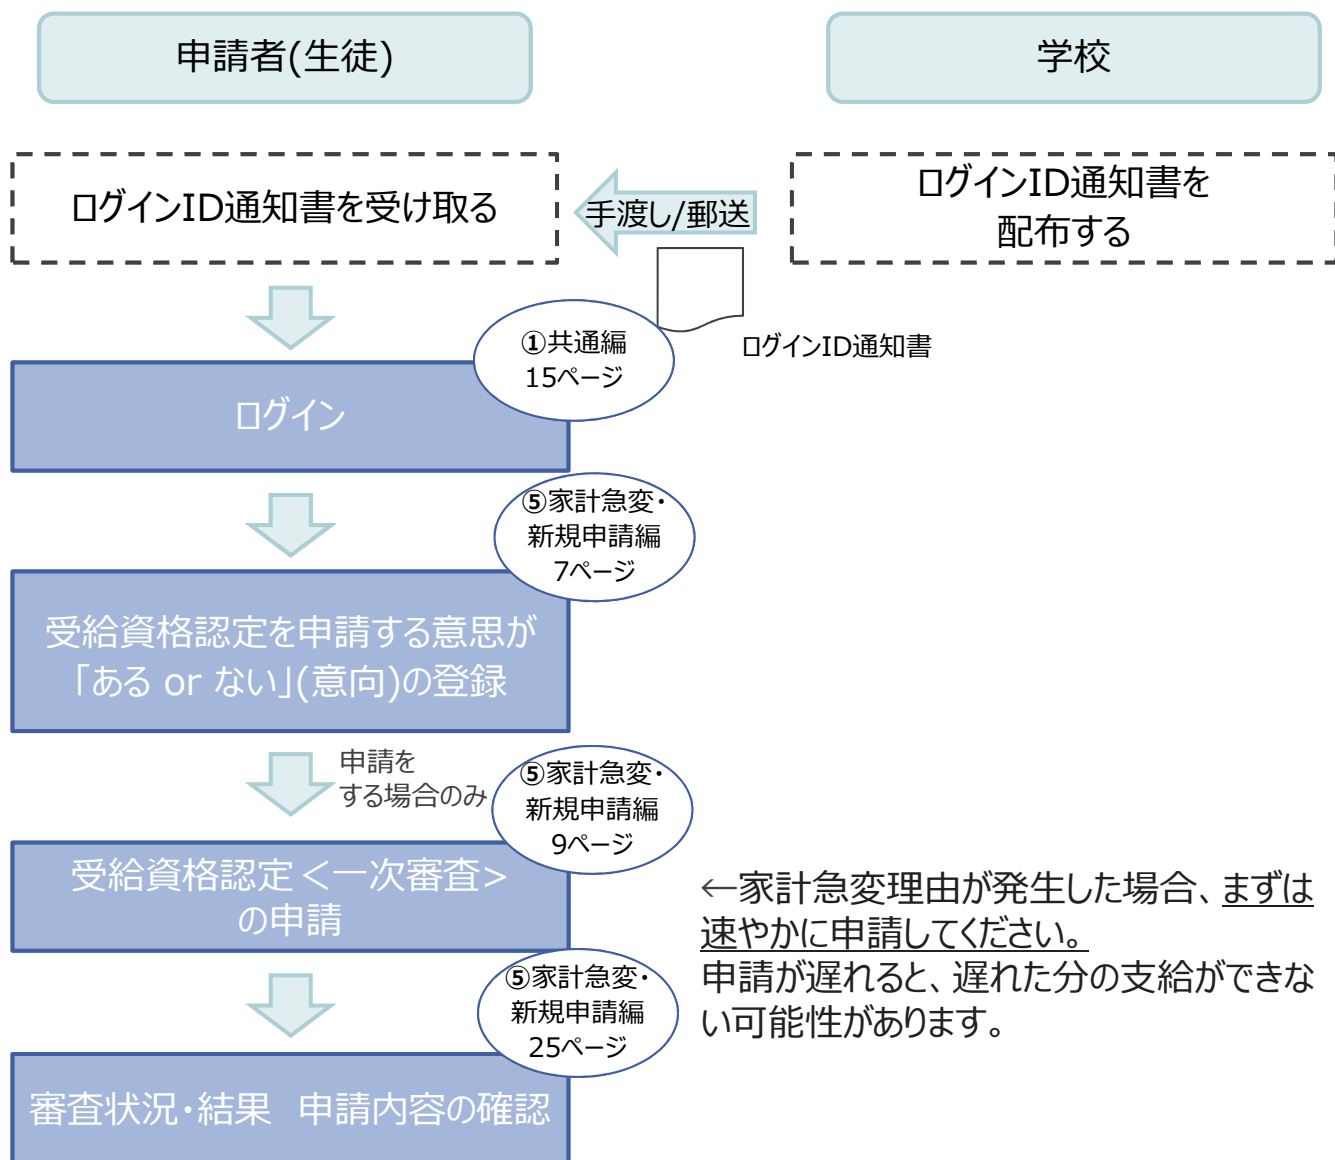 申請者(生徒)
学校
ログインID通知書を受け取る
手渡し/郵送
ログインID通知書を
配布する
ログインID通知書
①共通編
15ページ
ログイン
⑤家計急変・
新規申請編
7ページ
受給資格認定を申請する意思が
「ある or ない」(意向)の登録
申請を
する場合のみ
⑤家計急変・
新規申請編
9ページ
受給資格認定<一次審査>
の申請
←家計急変理由が発生した場合、まずは
速やかに申請してください。
申請が遅れると、遅れた分の支給ができな
い可能性があります。
⑤家計急変・
新規申請編
25ページ
審査状況・結果　申請内容の確認